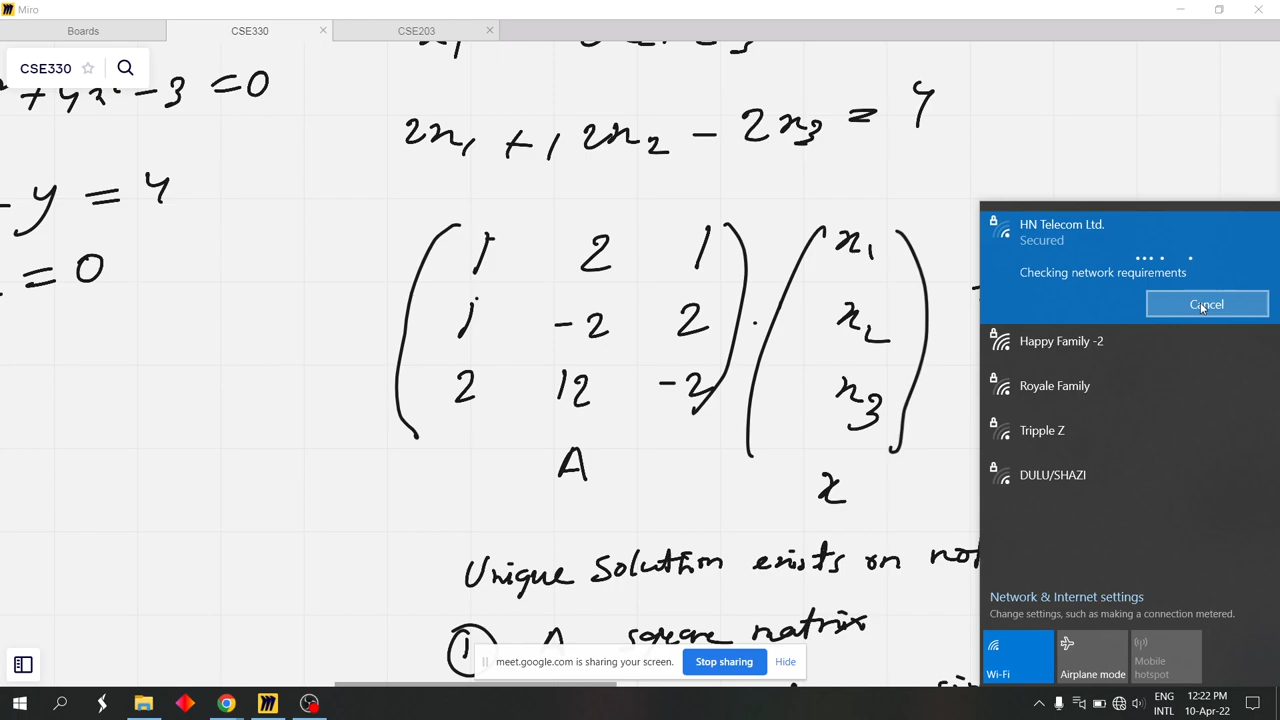 Miro
Boards
CSE330
CSE203
CSE330
+4x² - 3 = 0
2x₁ + 12x₂ - 2x₃ = 4
- y = 4
= 0
1 2 1
1 -2 2
2 12 -2
A
x₁
x₂
x₃
x
Unique Solution exists or not
① A square matrix
meet.google.com is sharing your screen.
Stop sharing
Hide
HN Telecom Ltd.
Secured
Checking network requirements
Cancel
Happy Family -2
Royale Family
Tripple Z
DULU/SHAZI
Network & Internet settings
Change settings, such as making a connection metered.
Wi-Fi
Airplane mode
Mobile
hotspot
ENG
INTL
12:22 PM
10-Apr-22